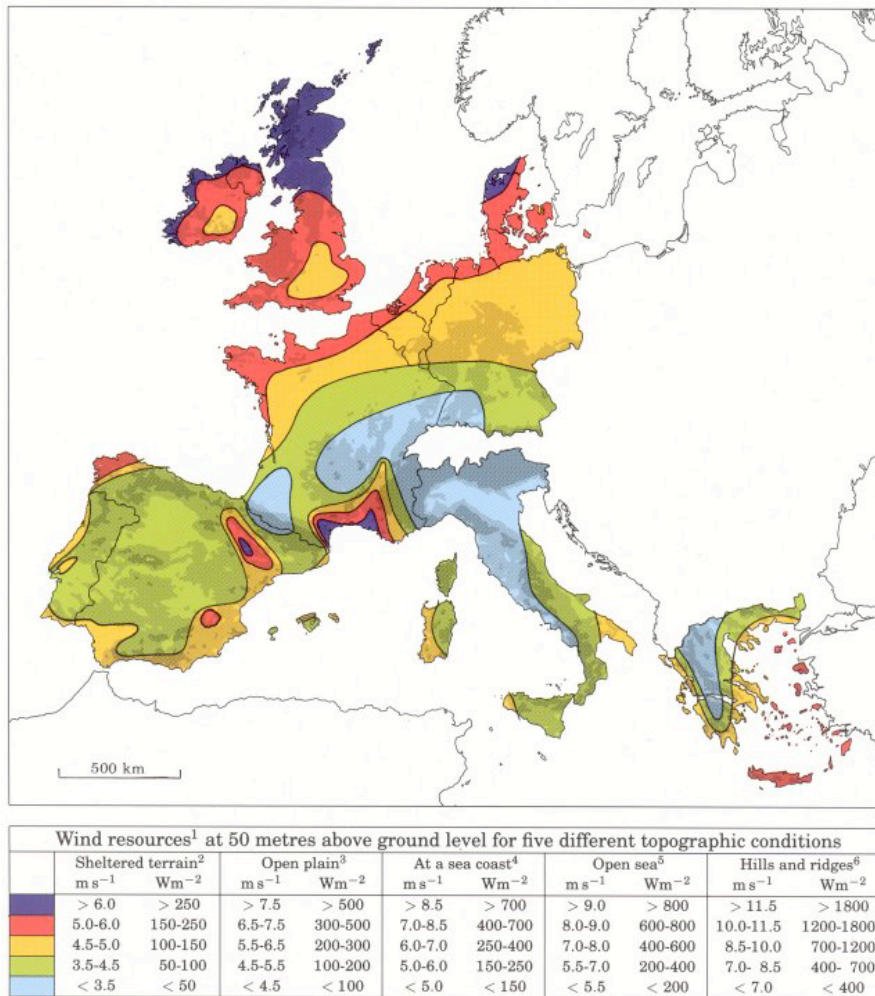 500 km
Wind resources¹ at 50 metres above ground level for five different topographic conditions
Sheltered terrain² Open plain³ At a sea coast⁴ Open sea⁵ Hills and ridges⁶
m s⁻¹ Wm⁻² m s⁻¹ Wm⁻² m s⁻¹ Wm⁻² m s⁻¹ Wm⁻² m s⁻¹ Wm⁻²
> 6.0 > 250 > 7.5 > 500 > 8.5 > 700 > 9.0 > 800 > 11.5 > 1800
5.0-6.0 150-250 6.5-7.5 300-500 7.0-8.5 400-700 8.0-9.0 600-800 10.0-11.5 1200-1800
4.5-5.0 100-150 5.5-6.5 200-300 6.0-7.0 250-400 7.0-8.0 400-600 8.5-10.0 700-1200
3.5-4.5 50-100 4.5-5.5 100-200 5.0-6.0 150-250 5.5-7.0 200-400 7.0- 8.5 400- 700
< 3.5 < 50 < 4.5 < 100 < 5.0 < 150 < 5.5 < 200 < 7.0 < 400